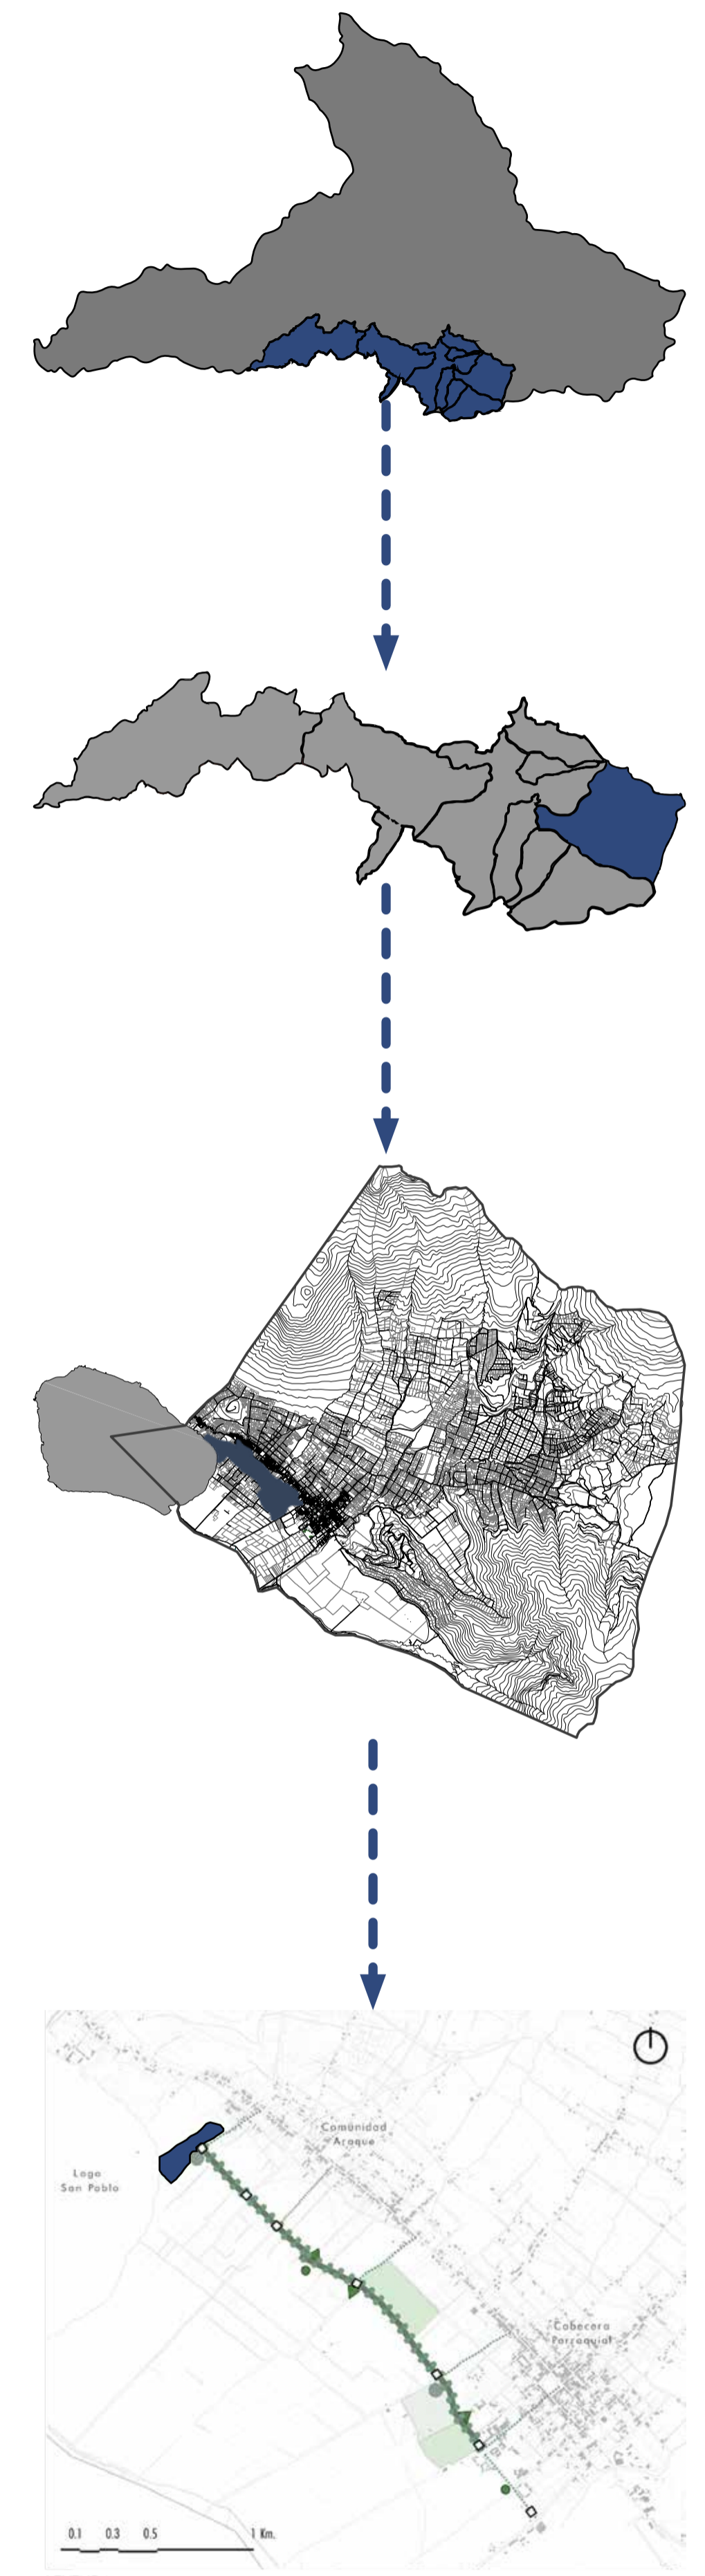 Comunidad
Araque
Lago
San Pablo
Cabecera
Parroquial
0.1 0.3 0.5 1 Km.